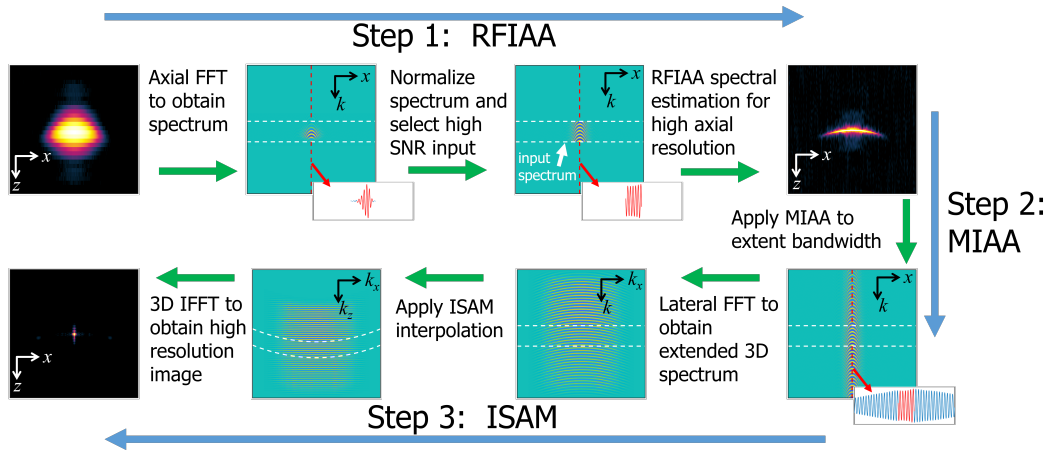 Step 1: RFIAA
Axial FFT
to obtain
spectrum
Normalize
spectrum and
select high
SNR input
RFIAA spectral
estimation for
high axial
resolution
x
z
x
k
x
k
input
spectrum
x
z
Step 2:
MIAA
Apply MIAA to
extent bandwidth
x
k
Lateral FFT to
obtain
extended 3D
spectrum
kx
k
Apply ISAM
interpolation
kx
kz
3D IFFT to
obtain high
resolution
image
x
z
Step 3: ISAM